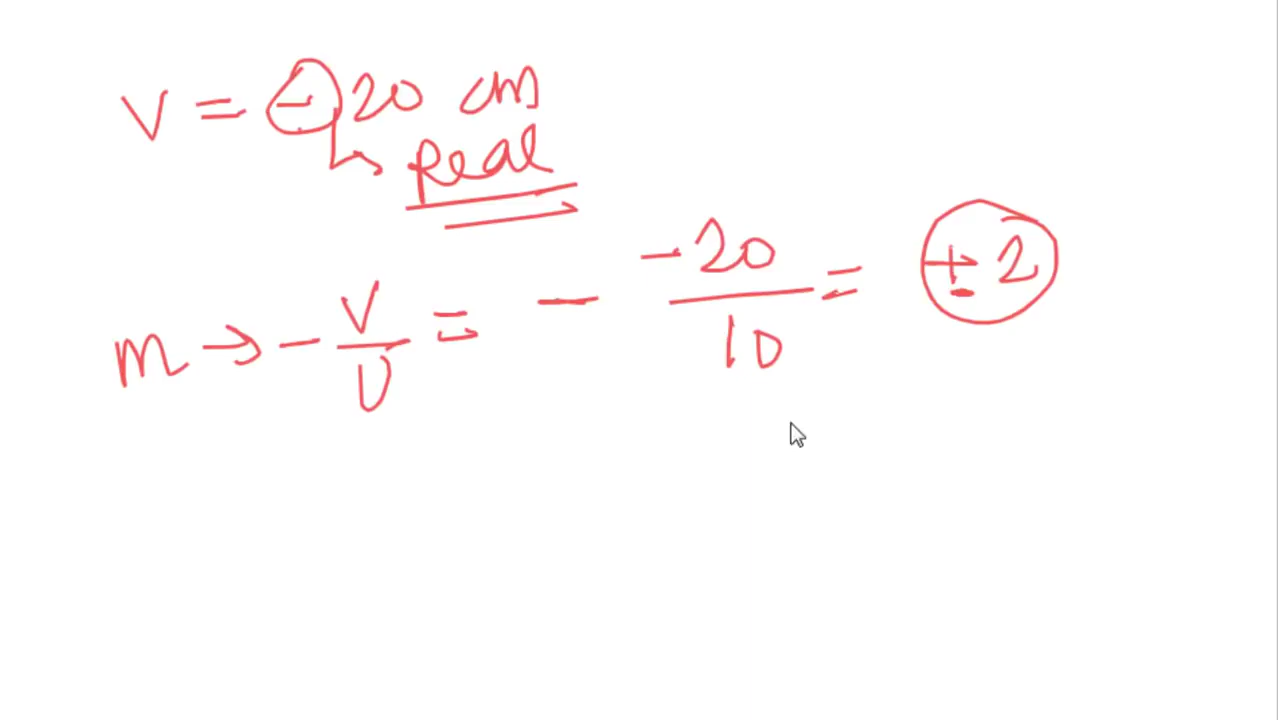 V = - 20 cm
Real
m → - V/U = - -20/10 = + 2